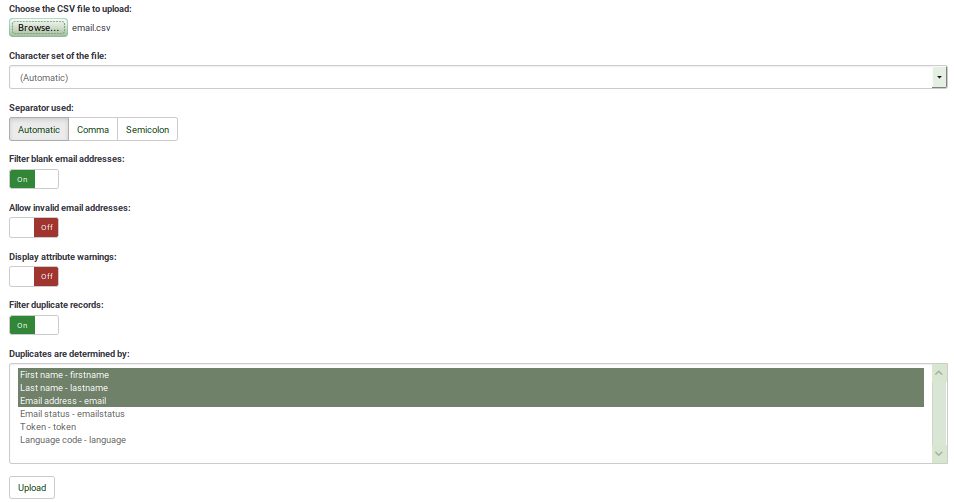 Choose the CSV file to upload:
Browse... email.csv
Character set of the file:
(Automatic)
Separator used:
Automatic Comma Semicolon
Filter blank email addresses:
On
Allow invalid email addresses:
Off
Display attribute warnings:
Off
Filter duplicate records:
On
Duplicates are determined by:
First name - firstname
Last name - lastname
Email address - email
Email status - emailstatus
Token - token
Language code - language
Upload